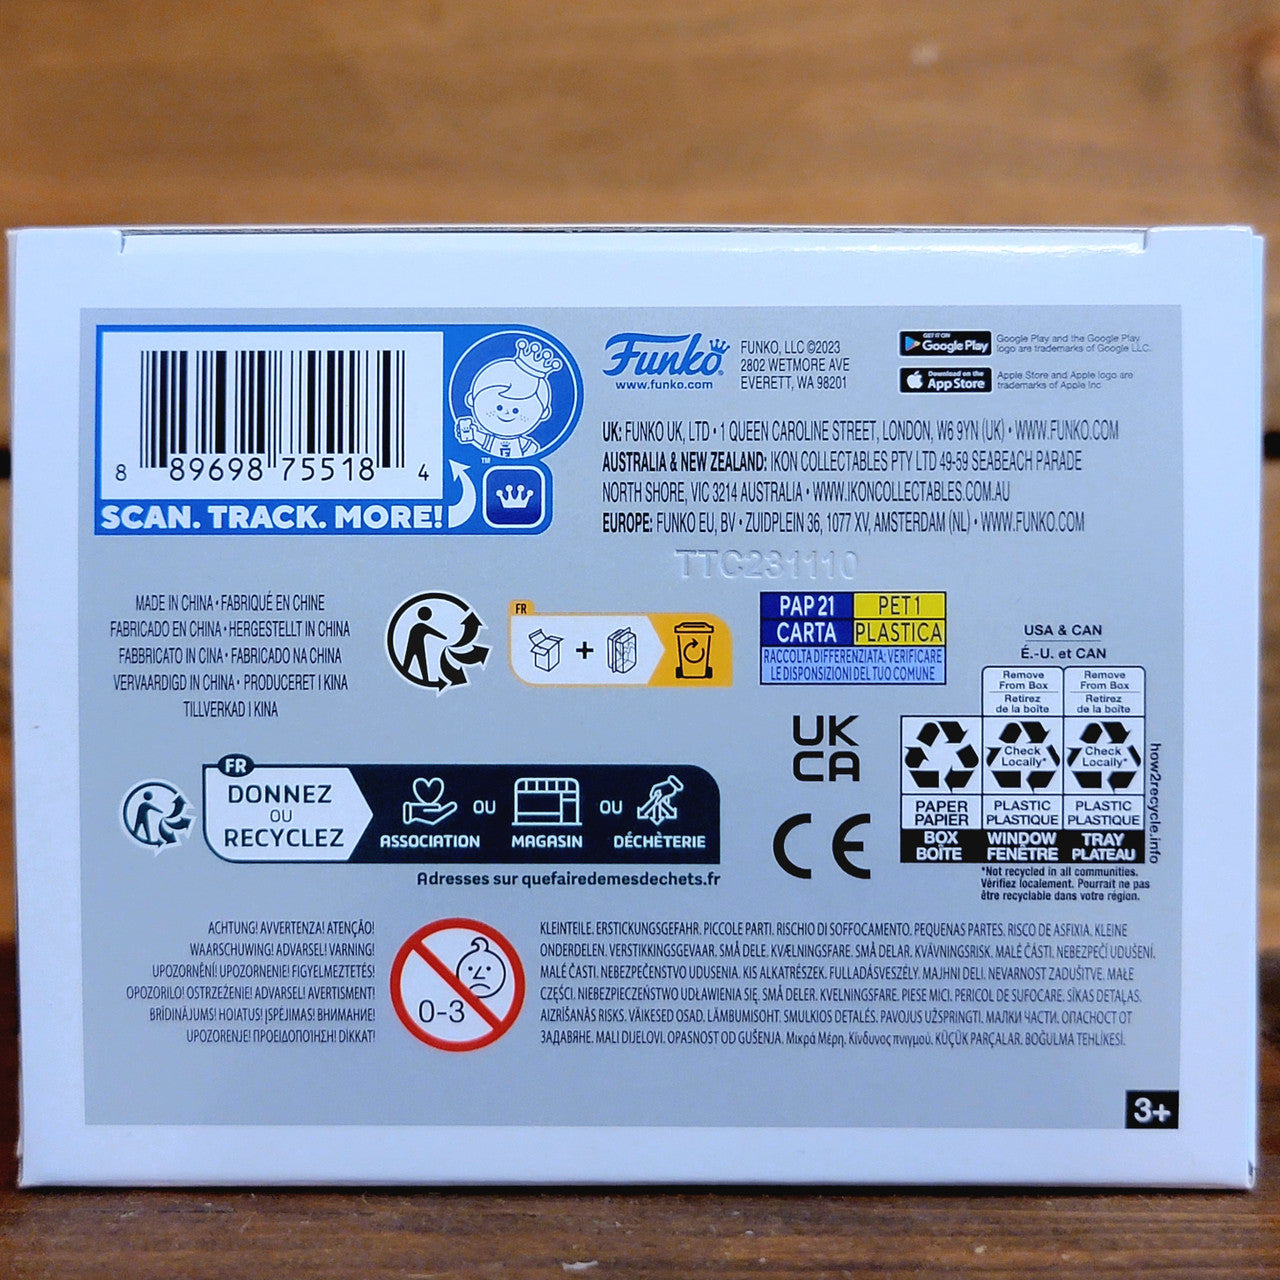 8 89698 75518 4
SCAN. TRACK. MORE!
TM
Funko
www.funko.com
FUNKO, LLC ©2023
2802 WETMORE AVE
EVERETT, WA 98201
GET IT ON
Google Play
Google Play and the Google Play
logo are trademarks of Google LLC.
Download on the
App Store
Apple Store and Apple logo are
trademarks of Apple Inc
UK: FUNKO UK, LTD • 1 QUEEN CAROLINE STREET, LONDON, W6 9YN (UK) • WWW.FUNKO.COM
AUSTRALIA & NEW ZEALAND: IKON COLLECTABLES PTY LTD 49-59 SEABEACH PARADE
NORTH SHORE, VIC 3214 AUSTRALIA • WWW.IKONCOLLECTABLES.COM.AU
EUROPE: FUNKO EU, BV • ZUIDPLEIN 36, 1077 XV, AMSTERDAM (NL) • WWW.FUNKO.COM
TTC231110
MADE IN CHINA • FABRIQUÉ EN CHINE
FABRICADO EN CHINA • HERGESTELLT IN CHINA
FABBRICATO IN CINA • FABRICADO NA CHINA
VERVAARDIGD IN CHINA • PRODUCERET I KINA
TILLVERKAD I KINA
FR
+
PAP 21
CARTA
PET 1
PLASTICA
RACCOLTA DIFFERENZIATA: VERIFICARE
LE DISPOSIZIONI DEL TUO COMUNE
USA & CAN
É.-U. et CAN
Remove
From Box
Retirez
de la boîte
Remove
From Box
Retirez
de la boîte
Check
Locally*
Check
Locally*
PAPER
PAPIER
PLASTIC
PLASTIQUE
PLASTIC
PLASTIQUE
BOX
BOÎTE
WINDOW
FENÊTRE
TRAY
PLATEAU
how2recycle.info
*Not recycled in all communities.
Vérifiez localement. Pourrait ne pas
être recyclable dans votre région.
UK
CA
CE
FR
DONNEZ
OU
RECYCLEZ
ASSOCIATION
OU
MAGASIN
OU
DÉCHÈTERIE
Adresses sur quefairedemesdechets.fr
ACHTUNG! AVVERTENZA! ATENÇÃO!
WAARSCHUWING! ADVARSEL! VARNING!
UPOZORNĚNÍ! UPOZORNENIE! FIGYELMEZTETÉS!
OPOZORILO! OSTRZEŻENIE! ADVARSEL! AVERTISMENT!
BRĪDINĀJUMS! HOIATUS! ĮSPĖJIMAS! ВНИМАНИЕ!
UPOZORENJE! ΠΡΟΕΙΔΟΠΟΙΗΣΗ! DİKKAT!
0-3
KLEINTEILE. ERSTICKUNGSGEFAHR. PICCOLE PARTI. RISCHIO DI SOFFOCAMENTO. PEQUENAS PARTES. RISCO DE ASFIXIA. KLEINE
ONDERDELEN. VERSTIKKINGSGEVAAR. SMÅ DELE. KVÆLNINGSFARE. SMÅ DELAR. KVÄVNINGSRISK. MALÉ ČÁSTI. NEBEZPEČÍ UDUŠENÍ.
MALÉ ČASTI. NEBEZPEČENSTVO UDUSENIA. KIS ALKATRÉSZEK. FULLADÁSVESZÉLY. MAJHNI DELI. NEVARNOST ZADUŠITVE. MAŁE
CZĘŚCI. NIEBEZPIECZEŃSTWO UDŁAWIENIA SIĘ. SMÅ DELER. KVELNINGSFARE. PIESE MICI. PERICOL DE SUFOCARE. SĪKAS DETAĻAS.
AIZRĪŠANĀS RISKS. VÄIKESED OSAD. LÄMBUMISOHT. SMULKIOS DETALĖS. PAVOJUS UŽSPRINGTI. МАЛКИ ЧАСТИ. ОПАСНОСТ ОТ
ЗАДАВЯНЕ. MALI DIJELOVI. OPASNOST OD GUŠENJA. Μικρά Μέρη. Κίνδυνος πνιγμού. KÜÇÜK PARÇALAR. BOĞULMA TEHLİKESİ.
3+